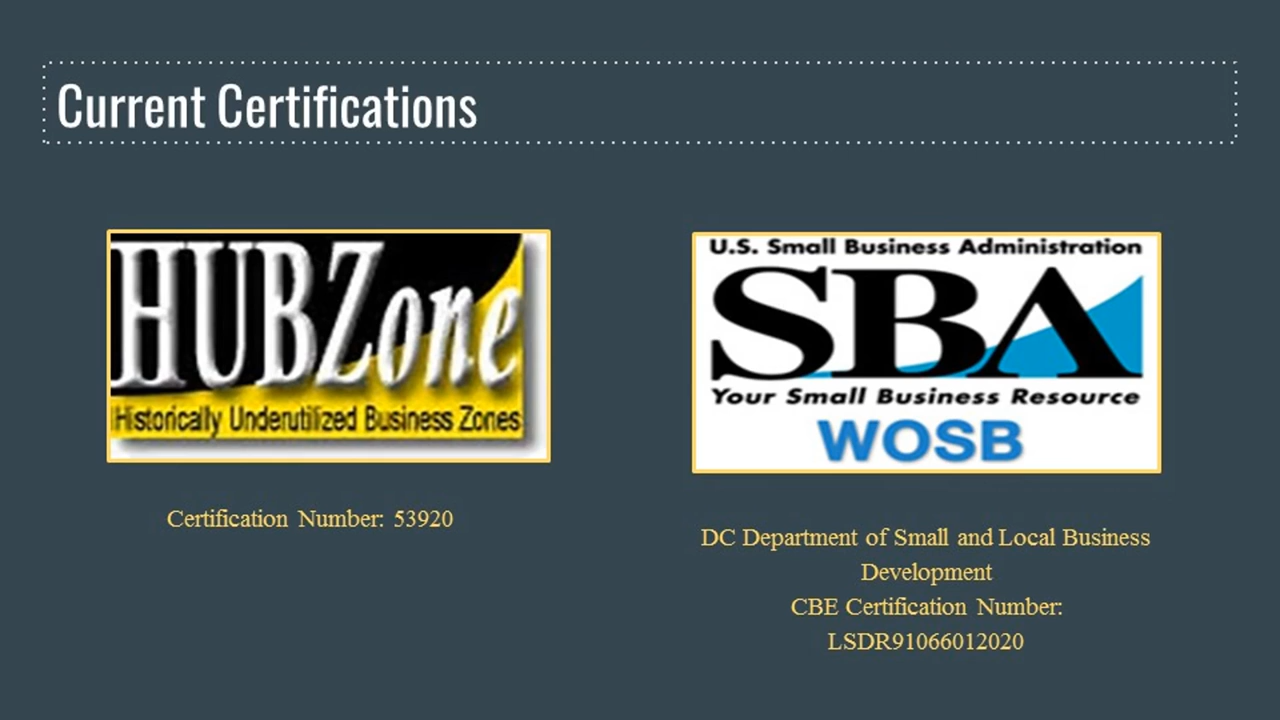 Current Certifications
HUBZone
Historically Underutilized Business Zones
Certification Number: 53920
U.S. Small Business Administration
SBA
Your Small Business Resource
WOSB
DC Department of Small and Local Business
Development
CBE Certification Number:
LSDR91066012020